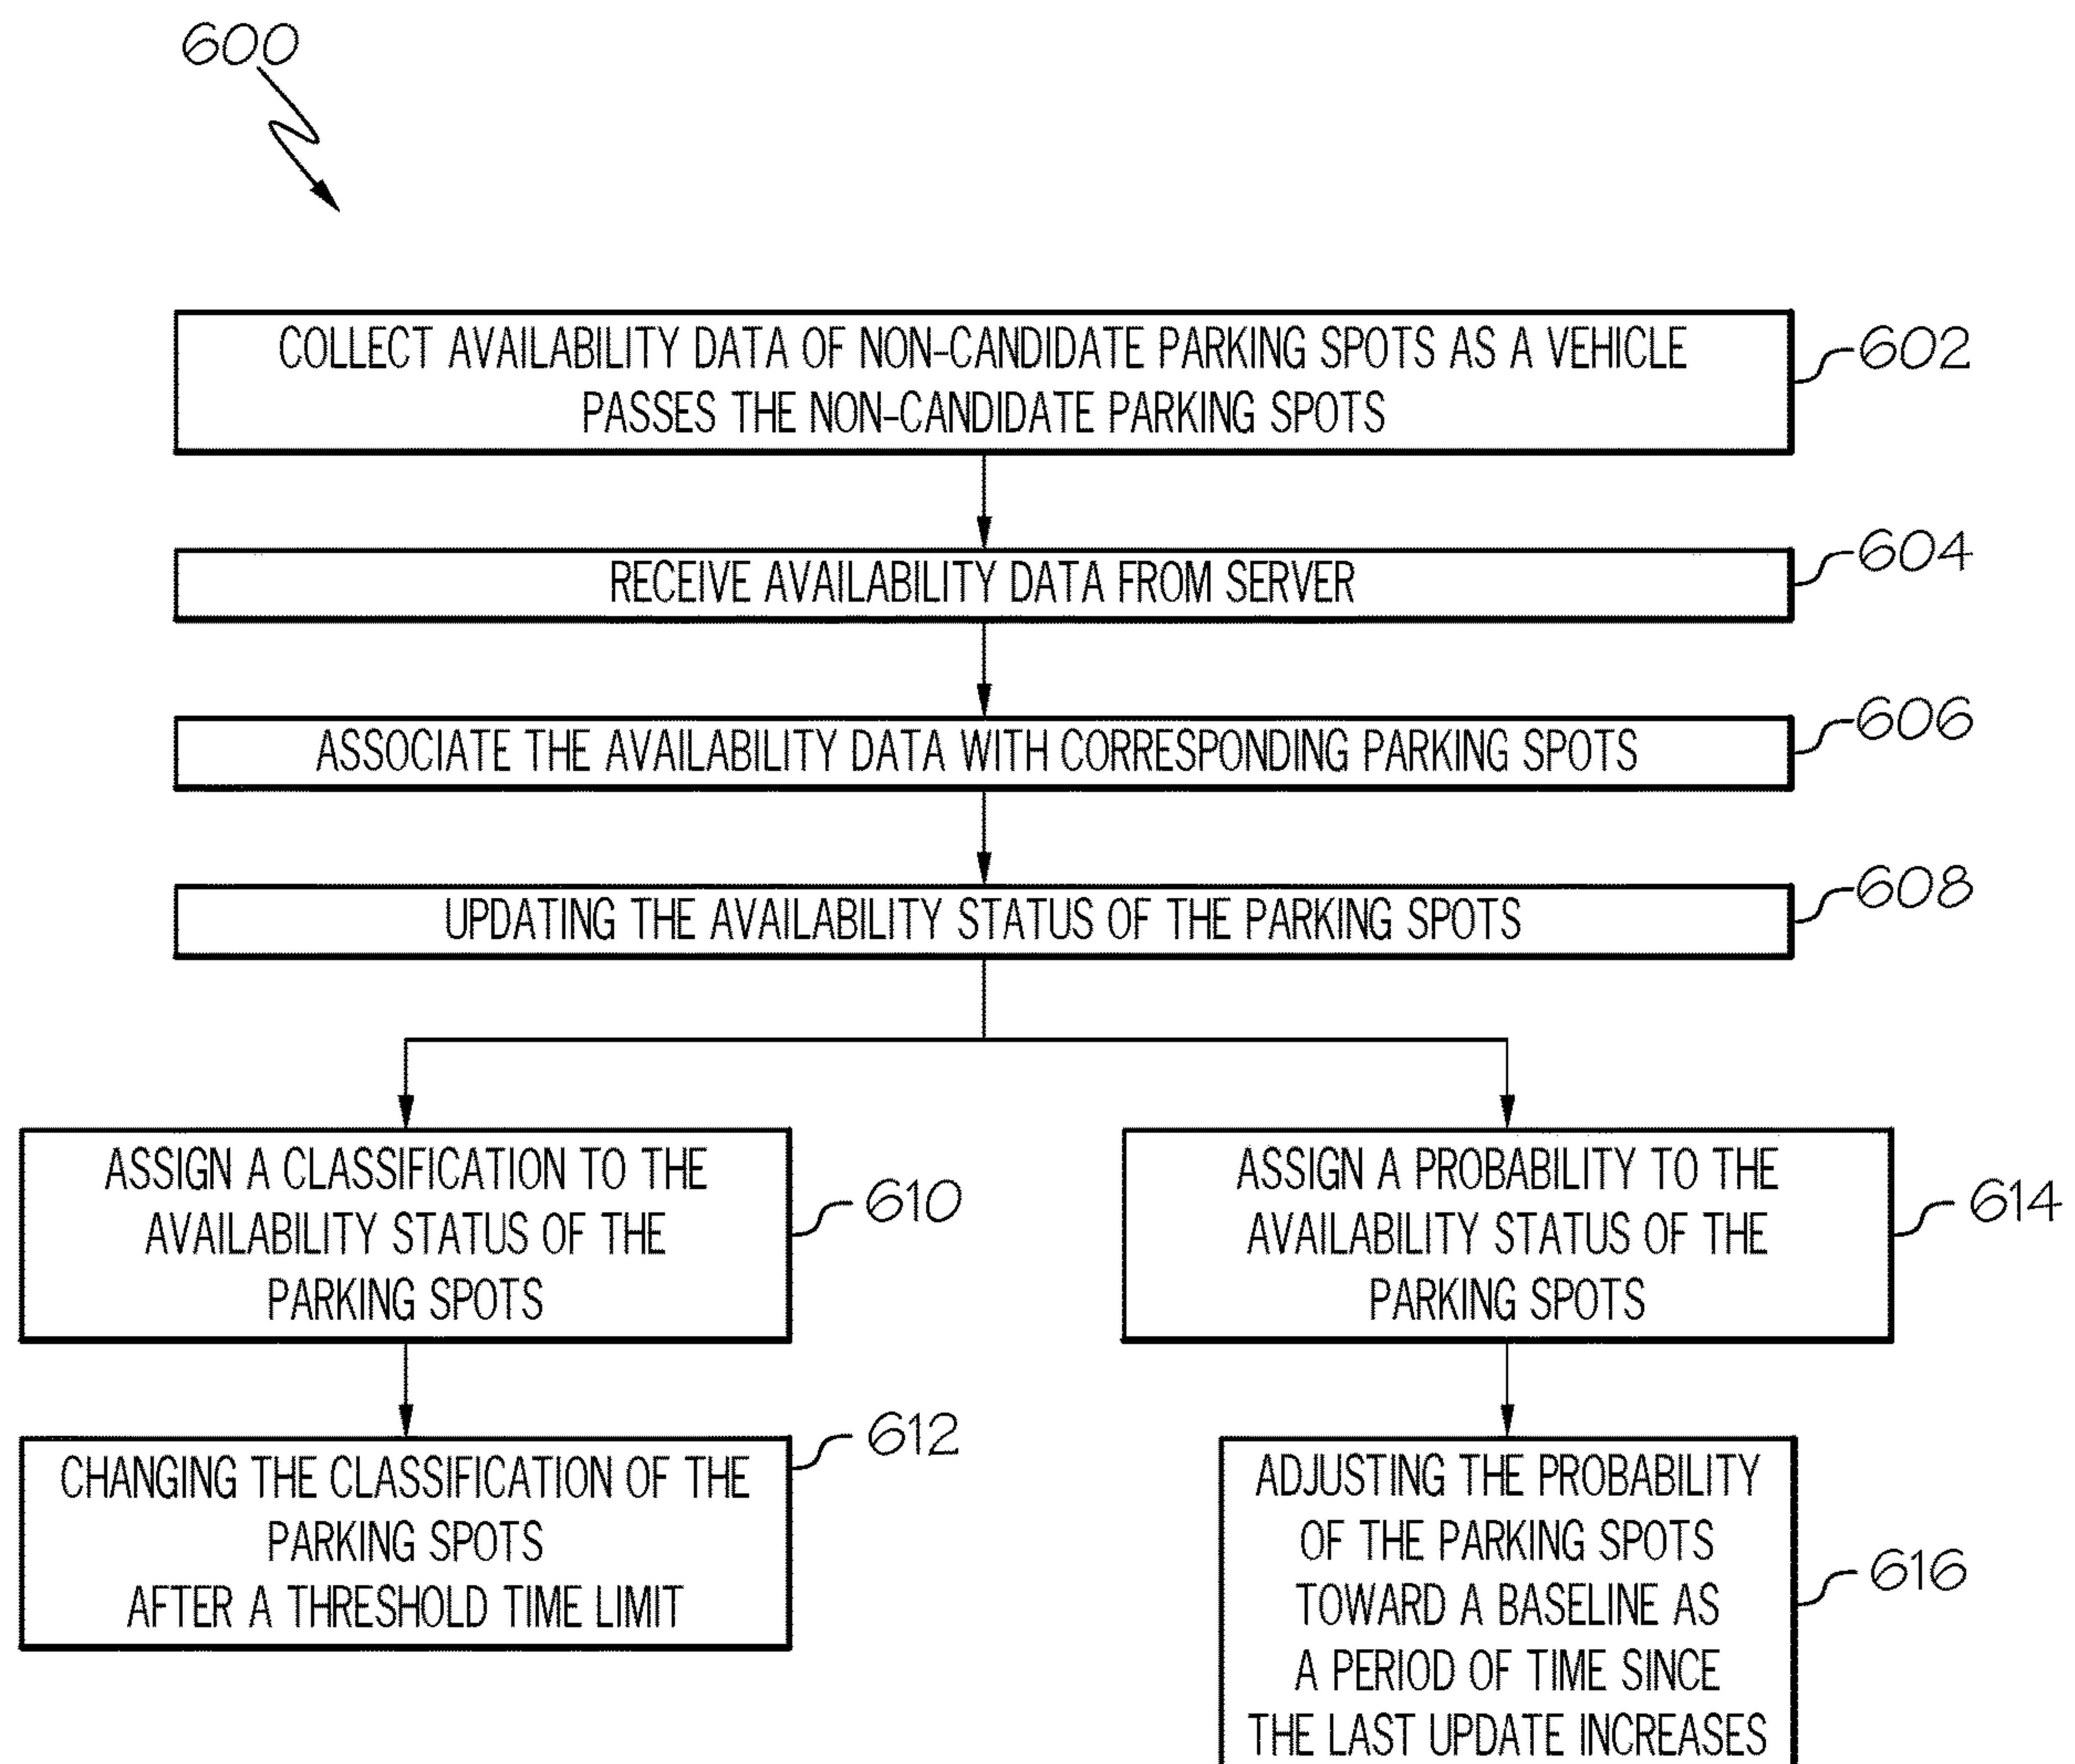 600
COLLECT AVAILABILITY DATA OF NON-CANDIDATE PARKING SPOTS AS A VEHICLE
PASSES THE NON-CANDIDATE PARKING SPOTS
602
RECEIVE AVAILABILITY DATA FROM SERVER
604
ASSOCIATE THE AVAILABILITY DATA WITH CORRESPONDING PARKING SPOTS
606
UPDATING THE AVAILABILITY STATUS OF THE PARKING SPOTS
608
ASSIGN A CLASSIFICATION TO THE
AVAILABILITY STATUS OF THE
PARKING SPOTS
610
CHANGING THE CLASSIFICATION OF THE
PARKING SPOTS
AFTER A THRESHOLD TIME LIMIT
612
ASSIGN A PROBABILITY TO THE
AVAILABILITY STATUS OF THE
PARKING SPOTS
614
ADJUSTING THE PROBABILITY
OF THE PARKING SPOTS
TOWARD A BASELINE AS
A PERIOD OF TIME SINCE
THE LAST UPDATE INCREASES
616